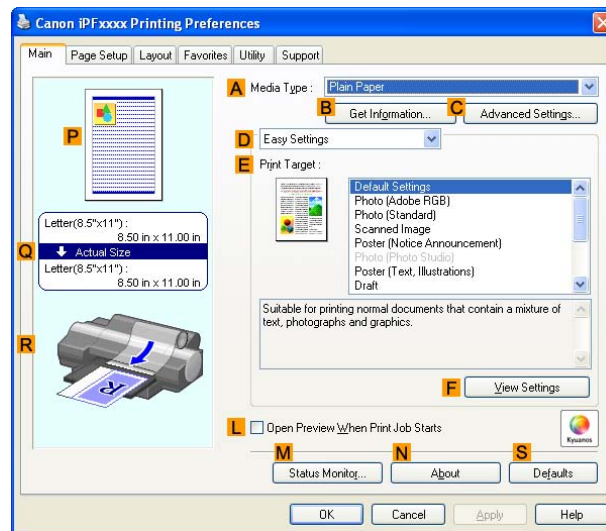 Canon iPFxxxx Printing Preferences
Main Page Setup Layout Favorites Utility Support
P
A Media Type : Plain Paper
B Get Information... C Advanced Settings...
D Easy Settings
E Print Target :
Default Settings
Photo (Adobe RGB)
Photo (Standard)
Scanned Image
Poster (Notice Announcement)
Photo (Photo Studio)
Poster (Text, Illustrations)
Draft
Letter(8.5"x11") :
8.50 in x 11.00 in
Q Actual Size
Letter(8.5"x11") :
8.50 in x 11.00 in
Suitable for printing normal documents that contain a mixture of
text, photographs and graphics.
R
R
F View Settings
L Open Preview When Print Job Starts
Kyuanos
M Status Monitor... N About S Defaults
OK Cancel Apply Help